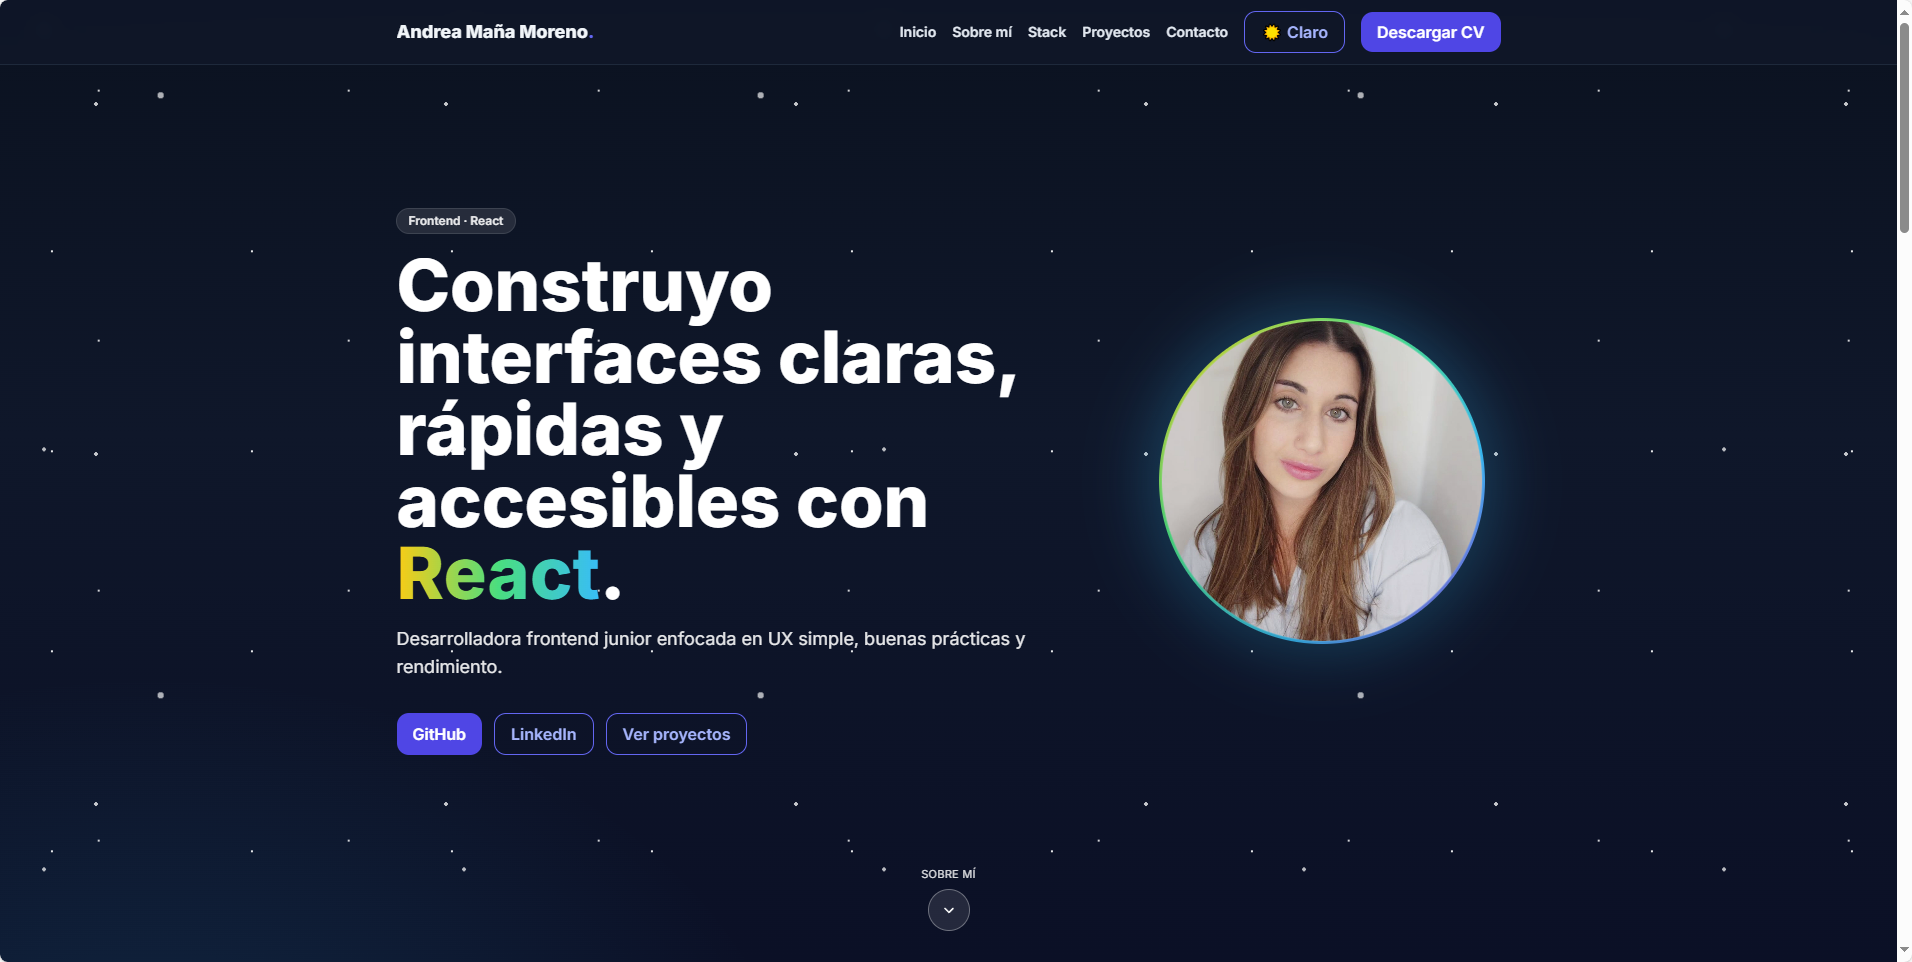 Andrea Maña Moreno.
Inicio Sobre mí Stack Proyectos Contacto Claro Descargar CV
Frontend · React
Construyo
interfaces claras,
rápidas y
accesibles con
React.
Desarrolladora frontend junior enfocada en UX simple, buenas prácticas y
rendimiento.
GitHub LinkedIn Ver proyectos
SOBRE MÍ